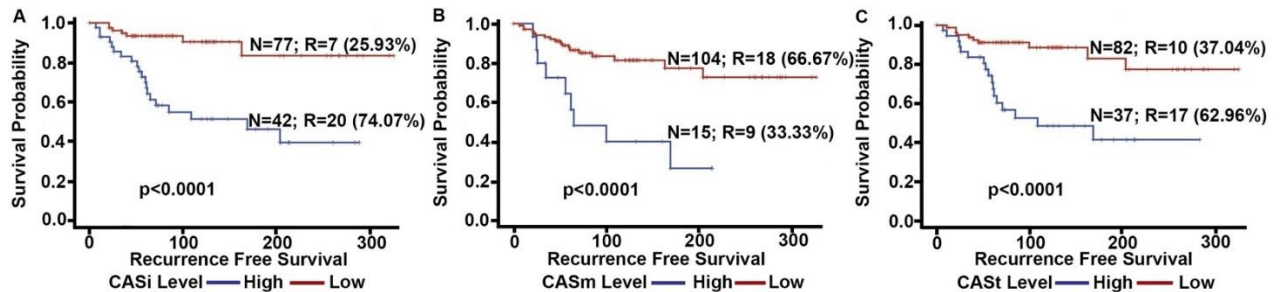 A
Survival Probability
1.0
0.8
0.6
0.4
0.2
0.0
N=77; R=7 (25.93%)
N=42; R=20 (74.07%)
p<0.0001
0 100 200 300
Recurrence Free Survival
CASi Level High Low
B
Survival Probability
1.0
0.8
0.6
0.4
0.2
0.0
N=104; R=18 (66.67%)
N=15; R=9 (33.33%)
p<0.0001
0 100 200 300
Recurrence Free Survival
CASm Level High Low
C
Survival Probability
1.0
0.8
0.6
0.4
0.2
0.0
N=82; R=10 (37.04%)
N=37; R=17 (62.96%)
p<0.0001
0 100 200 300
Recurrence Free Survival
CASt Level High Low